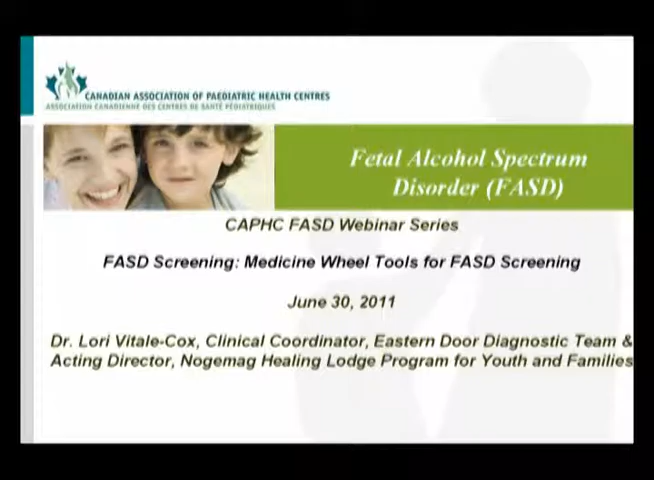 CANADIAN ASSOCIATION OF PAEDIATRIC HEALTH CENTRES
ASSOCIATION CANADIENNE DES CENTRES DE SANTÉ PÉDIATRIQUES
Fetal Alcohol Spectrum
Disorder (FASD)
CAPHC FASD Webinar Series
FASD Screening: Medicine Wheel Tools for FASD Screening
June 30, 2011
Dr. Lori Vitale-Cox, Clinical Coordinator, Eastern Door Diagnostic Team &
Acting Director, Nogemag Healing Lodge Program for Youth and Families